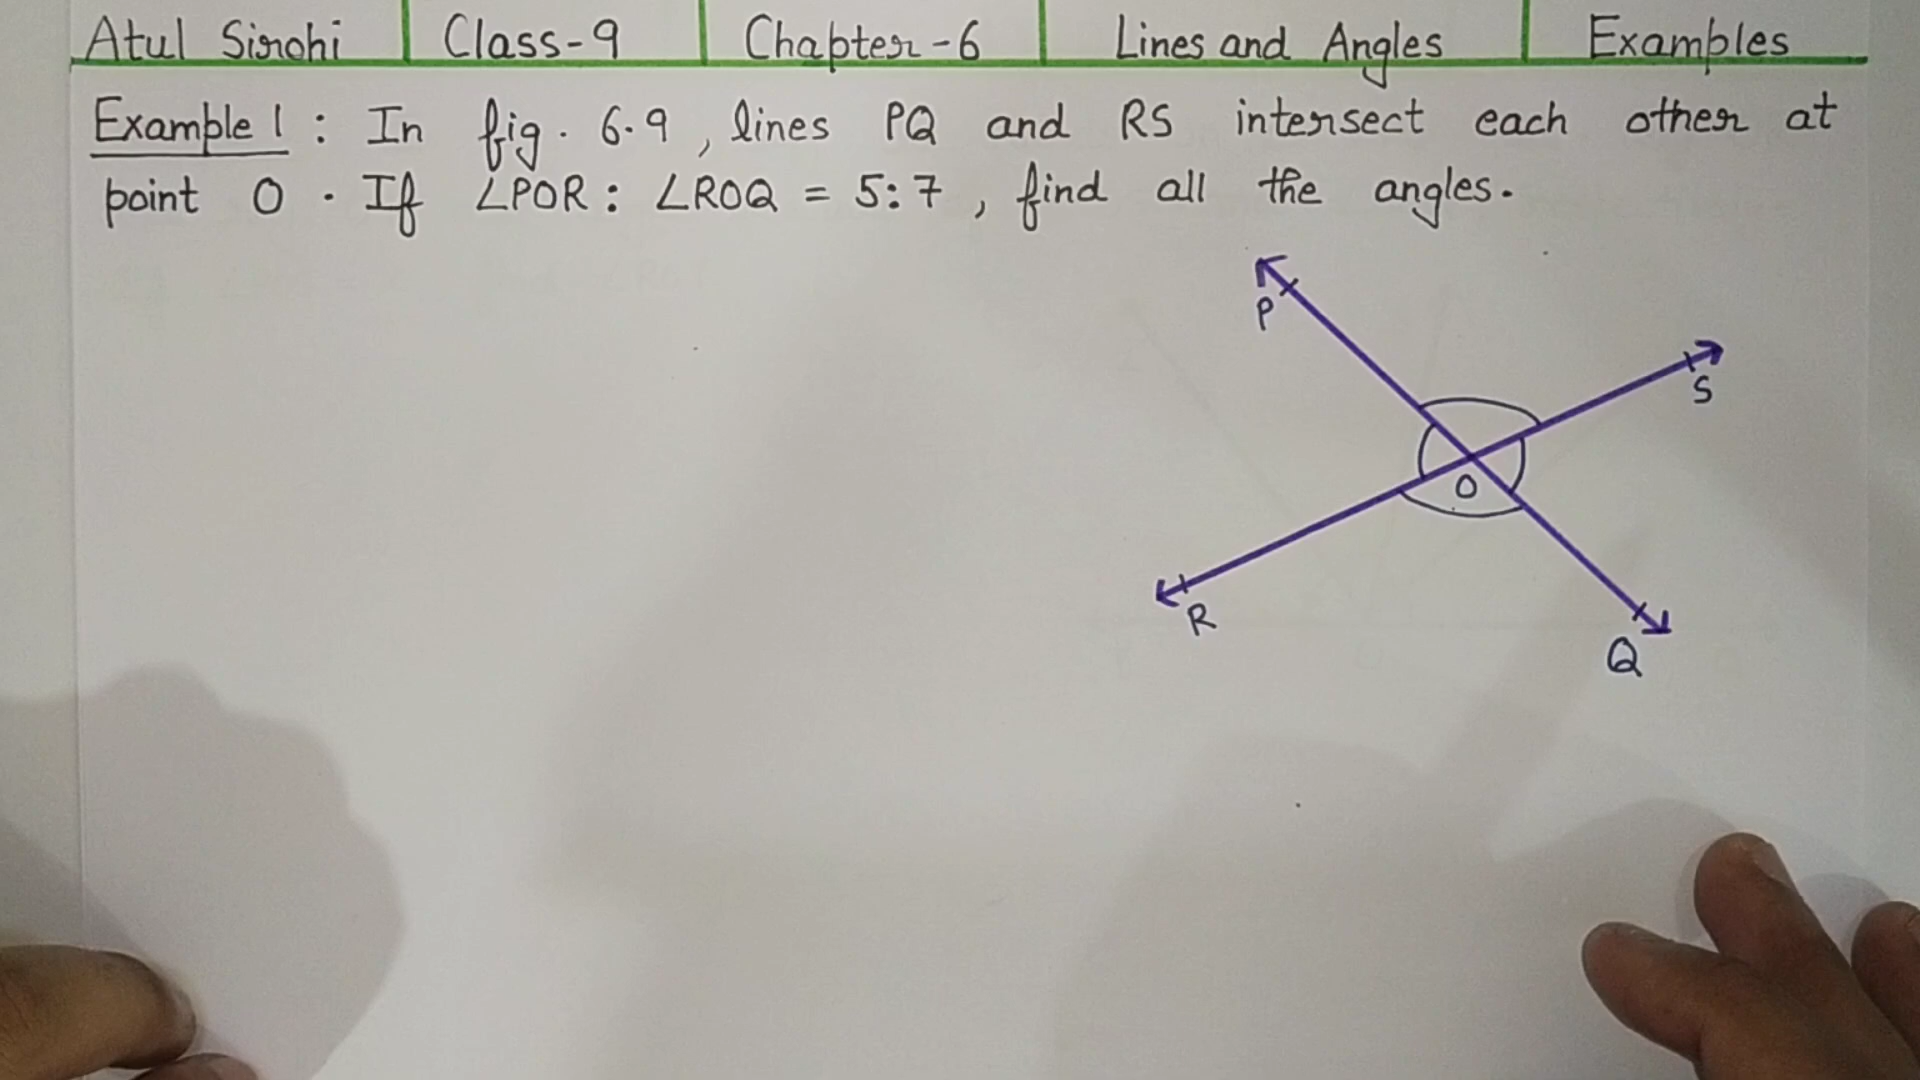 Atul Sirohi Class-9 Chapter-6 Lines and Angles Examples
Example 1 : In fig. 6.9, lines PQ and RS intersect each other at
point O. If ∠POR : ∠ROQ = 5:7, find all the angles.
P
S
O
R
Q